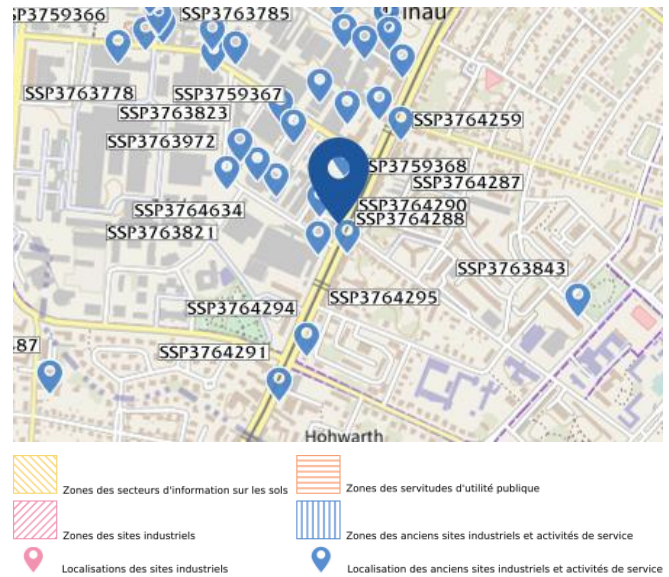 SP3759366
SSP3763785
inau
SSP3763778
SSP3759367
SSP3763823
SSP3764259
SSP3763972
SSP3759368
SSP3764287
SSP3764634
SSP3764290
SSP3764288
SSP3763821
SSP3763843
SSP3764294
SSP3764295
687
SSP3764291
Hohwarth
Zones des secteurs d'information sur les sols
Zones des servitudes d'utilité publique
Zones des sites industriels
Zones des anciens sites industriels et activités de service
Localisations des sites industriels
Localisation des anciens sites industriels et activités de service